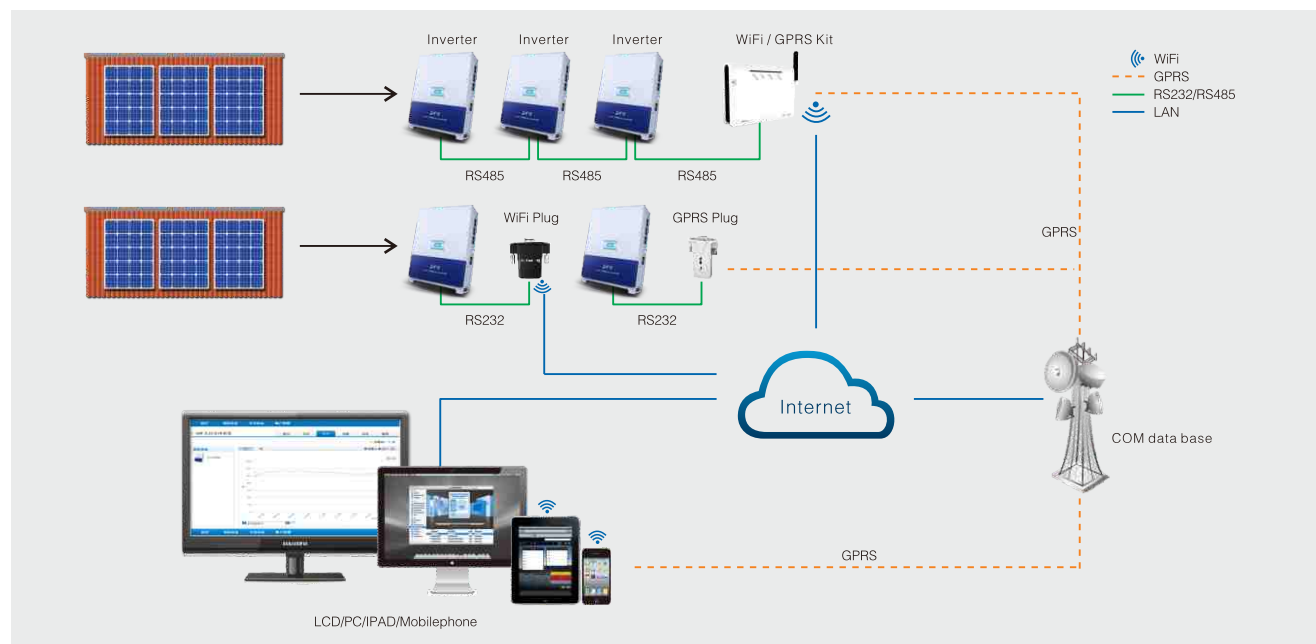 Inverter
Inverter
Inverter
WiFi / GPRS Kit
WiFi
GPRS
RS232/RS485
LAN
RS485
RS485
RS485
WiFi Plug
GPRS Plug
GPRS
RS232
RS232
Internet
COM data base
GPRS
LCD/PC/IPAD/Mobilephone